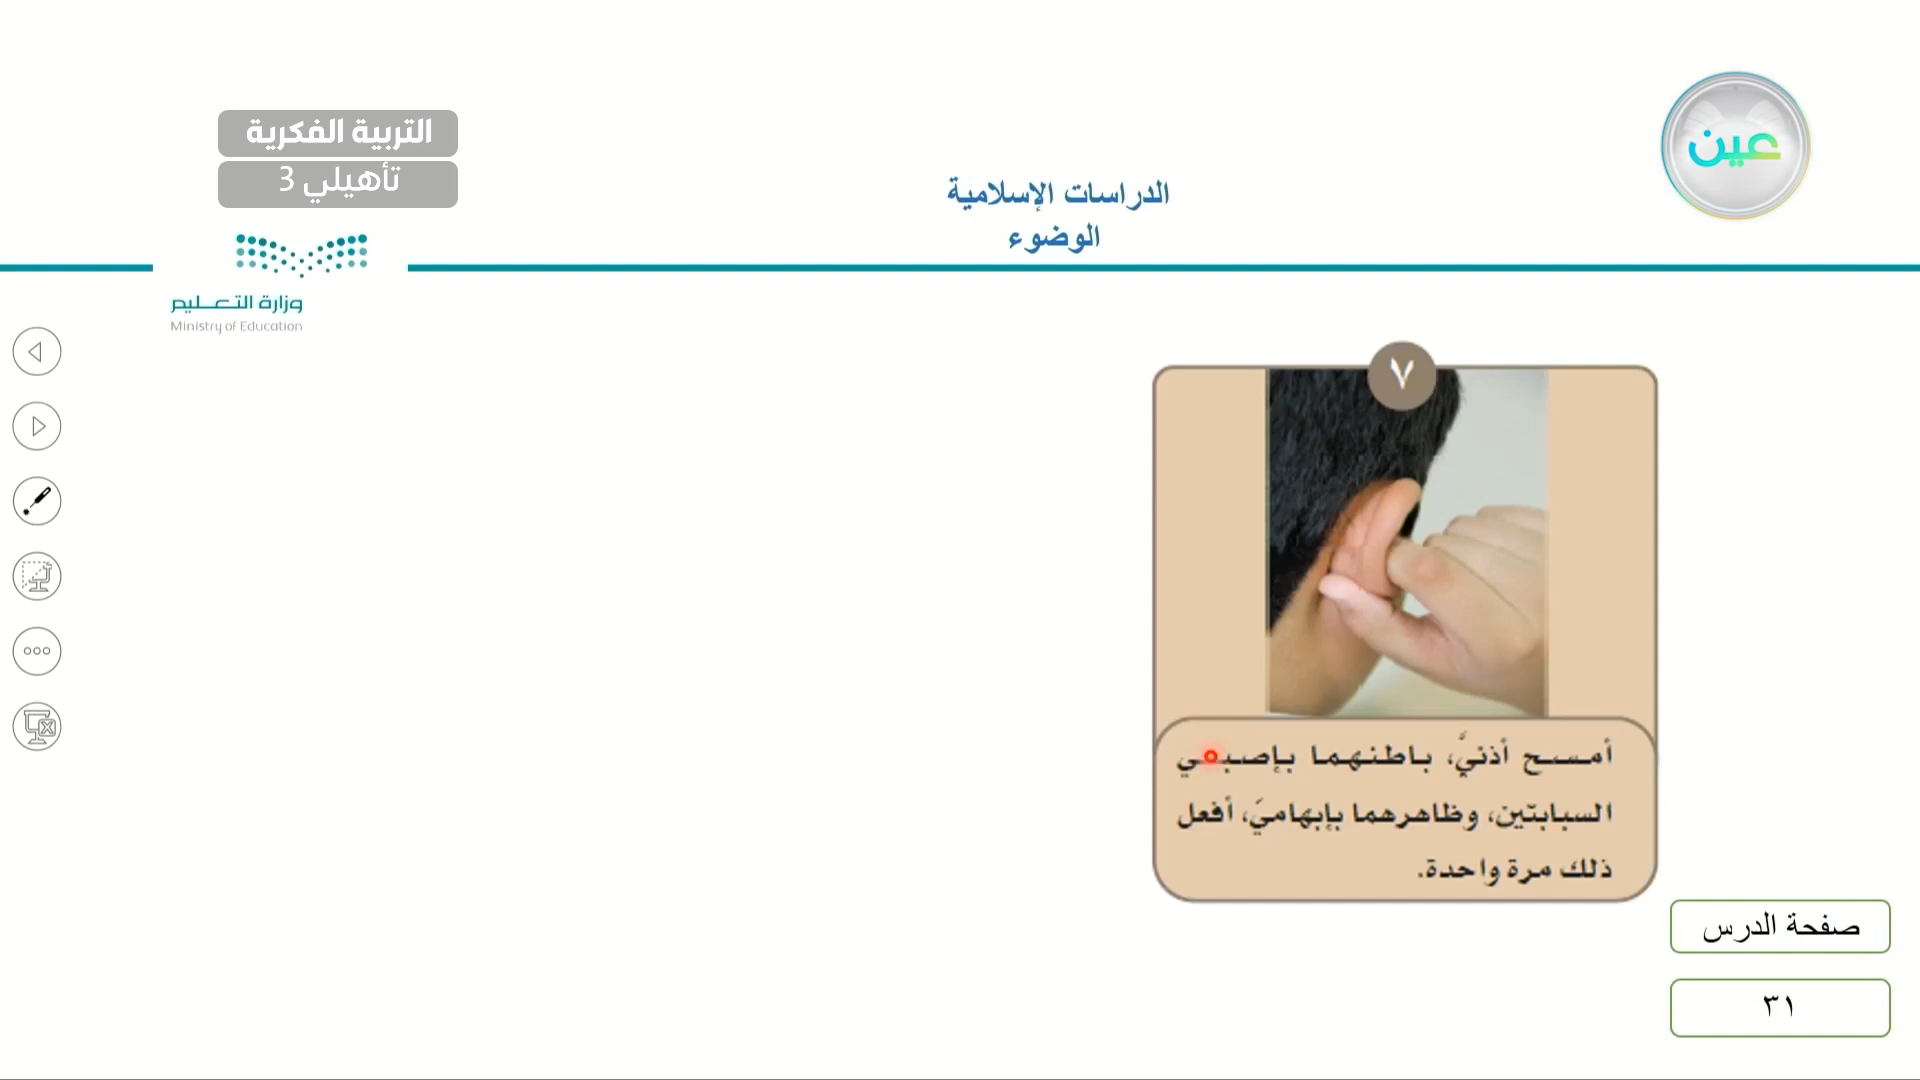 التربية الفكرية
تأهيلي 3
عين
الدراسات الإسلامية
الوضوء
وزارة التعليم
Ministry of Education
٧
أمسح أذنيَّ، باطنهما بإصبعي
السبابتين، وظاهرهما بإبهاميَ، أفعل
ذلك مرة واحدة.
صفحة الدرس
٣١